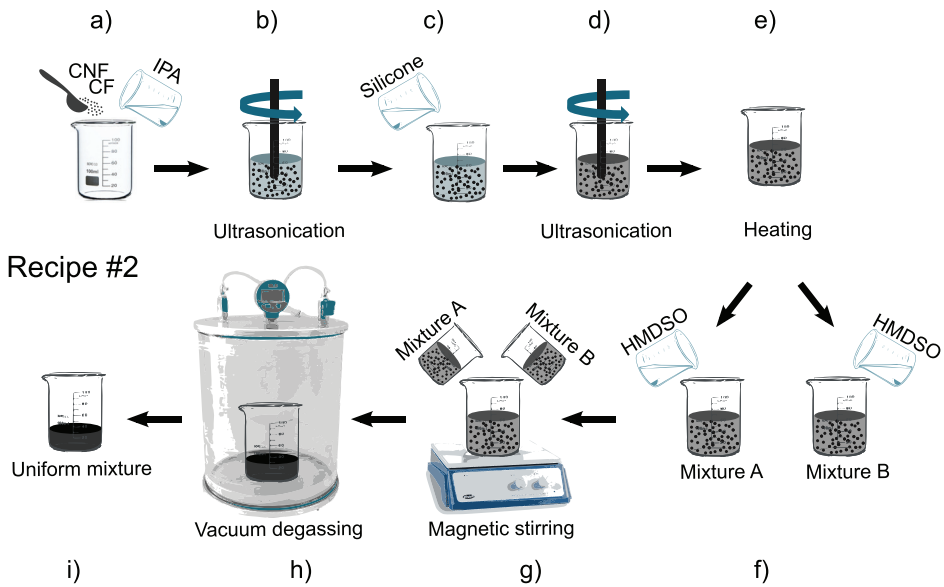 a)
b)
c)
d)
e)
CNF
CF
IPA
Silicone
Ultrasonication
Ultrasonication
Heating
Recipe #2
Mixture A
Mixture B
HMDSO
HMDSO
Uniform mixture
Vacuum degassing
Magnetic stirring
Mixture A
Mixture B
i)
h)
g)
f)